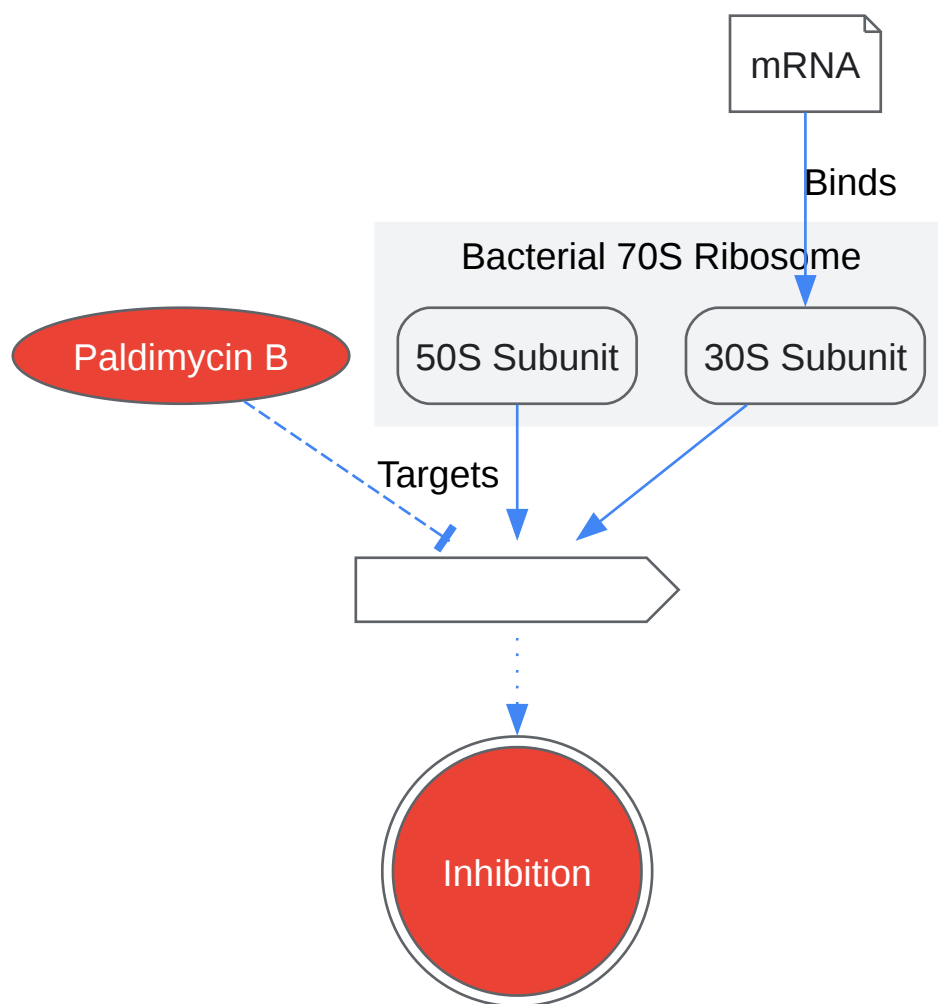 mRNA
Binds
Bacterial 70S Ribosome
Paldimycin B
50S Subunit
30S Subunit
Targets
Inhibition